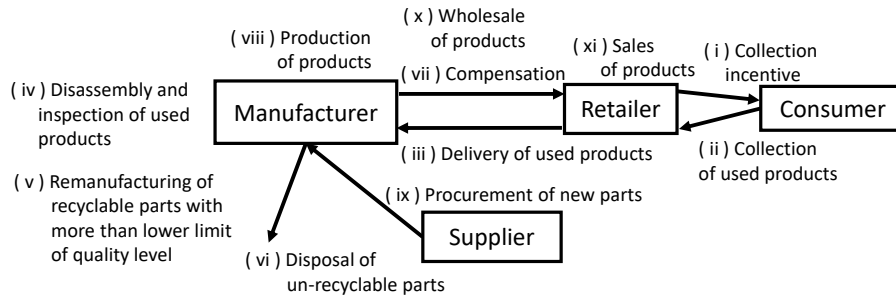 ( x ) Wholesale
of products
( viii ) Production
of products
( xi ) Sales
of products
( i ) Collection
incentive
( vii ) Compensation
( iv ) Disassembly and
inspection of used
products
Manufacturer
Retailer
Consumer
( iii ) Delivery of used products
( ii ) Collection
of used products
( v ) Remanufacturing of
recyclable parts with
more than lower limit
of quality level
( ix ) Procurement of new parts
Supplier
( vi ) Disposal of
un-recyclable parts